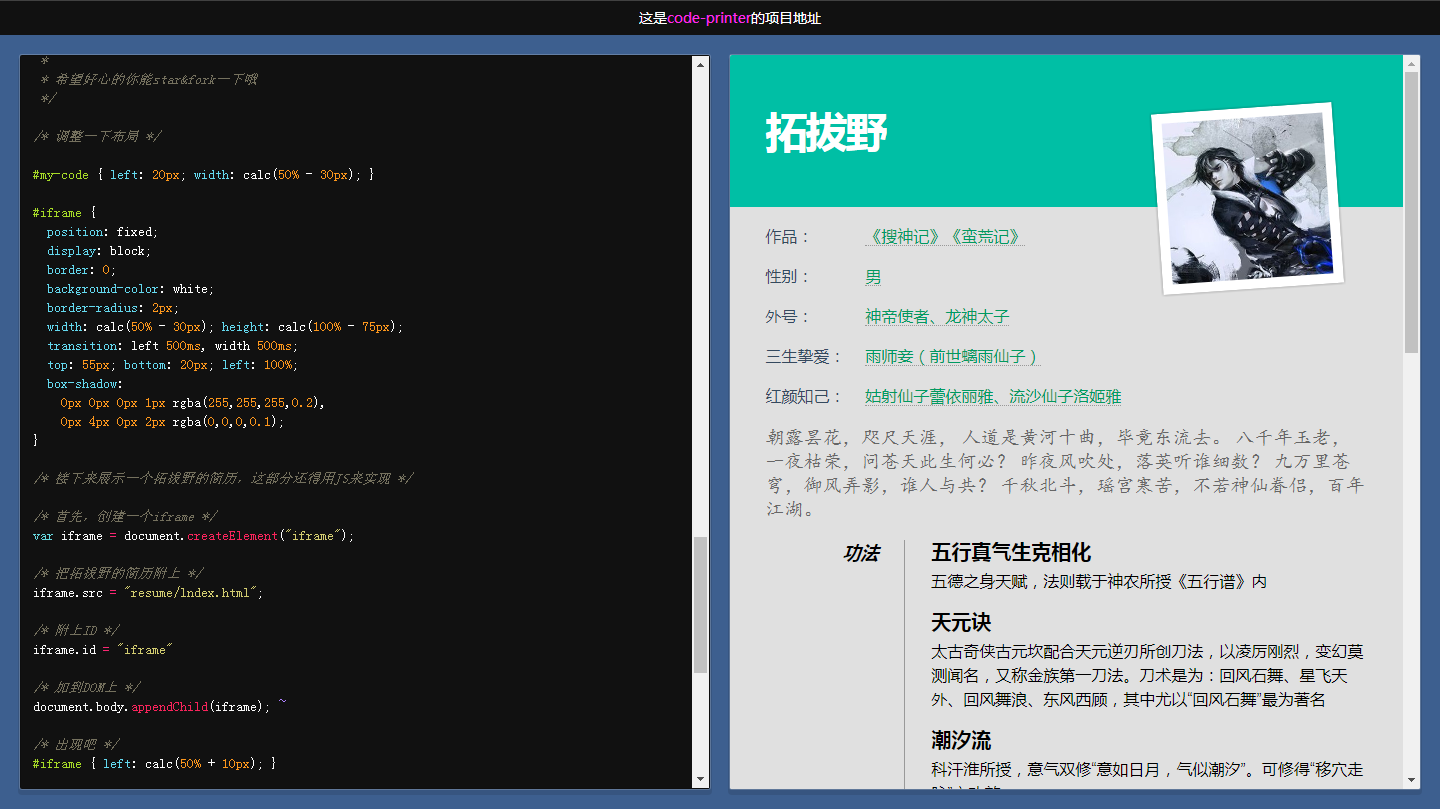 这是code-printer的项目地址
*
* 希望好心的你能star&fork一下哦
*/
/* 调整一下布局 */
#my-code { left: 20px; width: calc(50% - 30px); }
#iframe {
position: fixed;
display: block;
border: 0;
background-color: white;
border-radius: 2px;
width: calc(50% - 30px); height: calc(100% - 75px);
transition: left 500ms, width 500ms;
top: 55px; bottom: 20px; left: 100%;
box-shadow:
0px 0px 0px 1px rgba(255,255,255,0.2),
0px 4px 0px 2px rgba(0,0,0,0.1);
}
/* 接下来展示一个拓拔野的简历，这部分还得用JS来实现 */
/* 首先，创建一个iframe */
var iframe = document.createElement("iframe");
/* 把拓拔野的简历附上 */
iframe.src = "resume/lndex.html";
/* 附上ID */
iframe.id = "iframe"
/* 加到DOM上 */
document.body.appendChild(iframe); ~
/* 出现吧 */
#iframe { left: calc(50% + 10px); }
拓拔野
作品： 《搜神记》《蛮荒记》
性别： 男
外号： 神帝使者、龙神太子
三生挚爱： 雨师妾（前世螭雨仙子）
红颜知己： 姑射仙子蕾依丽雅、流沙仙子洛姬雅
朝露昙花，咫尺天涯， 人道是黄河十曲，毕竟东流去。 八千年玉老，
一夜枯荣，问苍天此生何必？ 昨夜风吹处，落英听谁细数？ 九万里苍
穹，御风弄影，谁人与共？ 千秋北斗，瑶宫寒苦，不若神仙眷侣，百年
江湖。
功法
五行真气生克相化
五德之身天赋，法则载于神农所授《五行谱》内
天元诀
太古奇侠古元坎配合天元逆刃所创刀法，以凌厉刚烈，变幻莫
测闻名，又称金族第一刀法。刀术是为：回风石舞、星飞天
外、回风舞浪、东风西顾，其中尤以“回风石舞”最为著名
潮汐流
科汗淮所授，意气双修“意如日月，气似潮汐”。可修得“移穴走